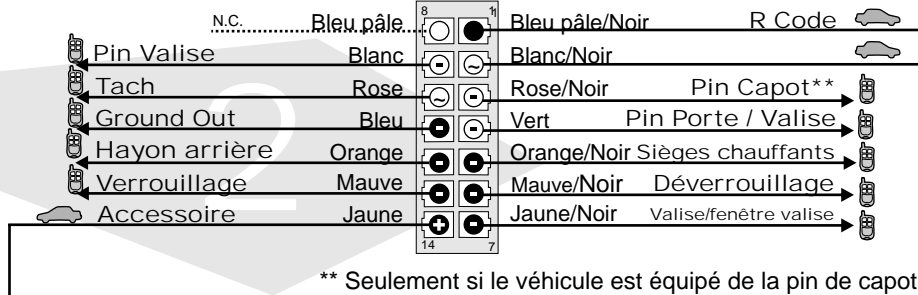 8 1
N.C. Bleu pâle Bleu pâle/Noir R Code
Pin Valise Blanc Blanc/Noir
Tach Rose Rose/Noir Pin Capot**
Ground Out Bleu Vert Pin Porte / Valise
Hayon arrière Orange Orange/Noir Sièges chauffants
Verrouillage Mauve Mauve/Noir Déverrouillage
Accessoire Jaune Jaune/Noir Valise/fenêtre valise
14 7
2
** Seulement si le véhicule est équipé de la pin de capot